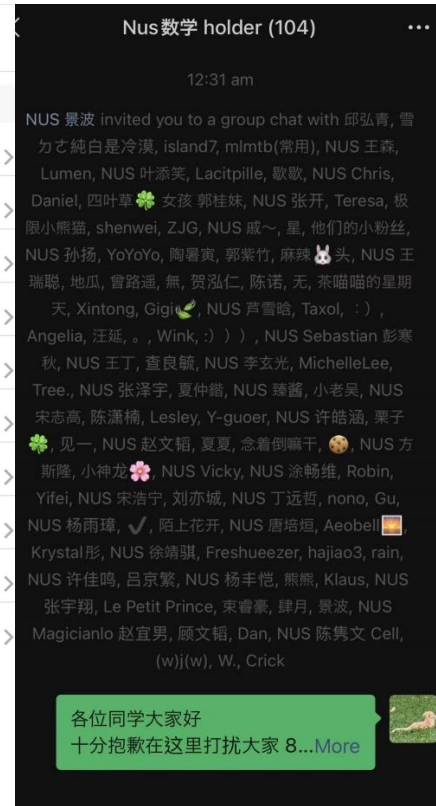 Nus数学 holder (104)
12:31 am
NUS 景波 invited you to a group chat with 邱弘青, 雪
カさ純白是冷漠, island7, mlmtb(常用), NUS 王森,
Lumen, NUS 叶添笑, Lacitpille, 歇歇, NUS Chris,
Daniel, 四叶草🍀 女孩 郭桂妹, NUS 张开, Teresa, 极
限小熊猫, shenwei, ZJG, NUS 戚～, 星, 他们的小粉丝,
NUS 孙扬, YoYoYo, 陶暑寅, 郭紫竹, 麻辣🐰头, NUS 王
瑞聪, 地瓜, 曾路遥, 無, 贺泓仁, 陈诺, 无, 茶喵喵的星期
天, Xintong, Gigi🍃, NUS 芦雪晗, Taxol, ：）,
Angelia, 汪延, 。, Wink, :））） , NUS Sebastian 彭寒
秋, NUS 王丁, 查良毓, NUS 李玄光, MichelleLee,
Tree., NUS 张泽宇, 夏仲鍇, NUS 臻酱, 小老吴, NUS
宋志高, 陈潇楠, Lesley, Y-guoer, NUS 许皓涵, 栗子
🍀, 见一, NUS 赵文韬, 夏夏, 念着倒嘛干, 🍪, NUS 方
斯隆, 小神龙🌸, NUS Vicky, NUS 涂畅维, Robin,
Yifei, NUS 宋浩宁, 刘亦城, NUS 丁远哲, nono, Gu,
NUS 杨雨璋, ✓, 陌上花开, NUS 唐培烜, Aeobell🌅,
Krystal彤, NUS 徐靖骐, Freshueezer, hajiao3, rain,
NUS 许佳鸣, 吕京繁, NUS 杨丰恺, 熊熊, Klaus, NUS
张宇翔, Le Petit Prince, 束睿豪, 肆月, 景波, NUS
Magicianlo 赵宜男, 顾文韬, Dan, NUS 陈隽文 Cell,
(w)j(w), W., Crick
各位同学大家好
十分抱歉在这里打扰大家 8...More